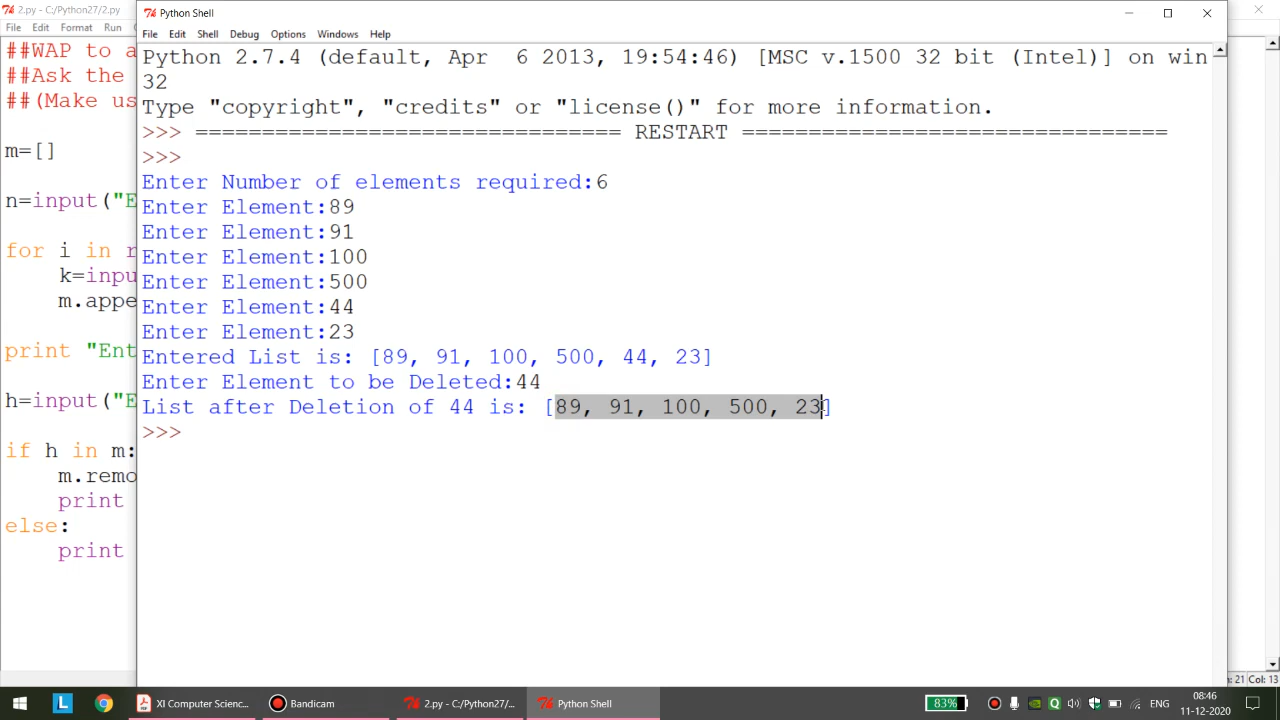 2.py - C:/Python27/2.py
File Edit Format Run
##WAP to a
##Ask the
##(Make us
m=[]
n=input("E
for i in r
k=inpu
m.appe
print "Ent
h=input("E
if h in m:
m.remo
print
else:
print
Python Shell
File Edit Shell Debug Options Windows Help
Python 2.7.4 (default, Apr  6 2013, 19:54:46) [MSC v.1500 32 bit (Intel)] on win
32
Type "copyright", "credits" or "license()" for more information.
>>> ================================ RESTART ================================
>>>
Enter Number of elements required:6
Enter Element:89
Enter Element:91
Enter Element:100
Enter Element:500
Enter Element:44
Enter Element:23
Entered List is: [89, 91, 100, 500, 44, 23]
Enter Element to be Deleted:44
List after Deletion of 44 is: [89, 91, 100, 500, 23]
>>>
Col: 13
L
XI Computer Scienc...
Bandicam
2.py - C:/Python27/...
Python Shell
83%
ENG
08:46
11-12-2020